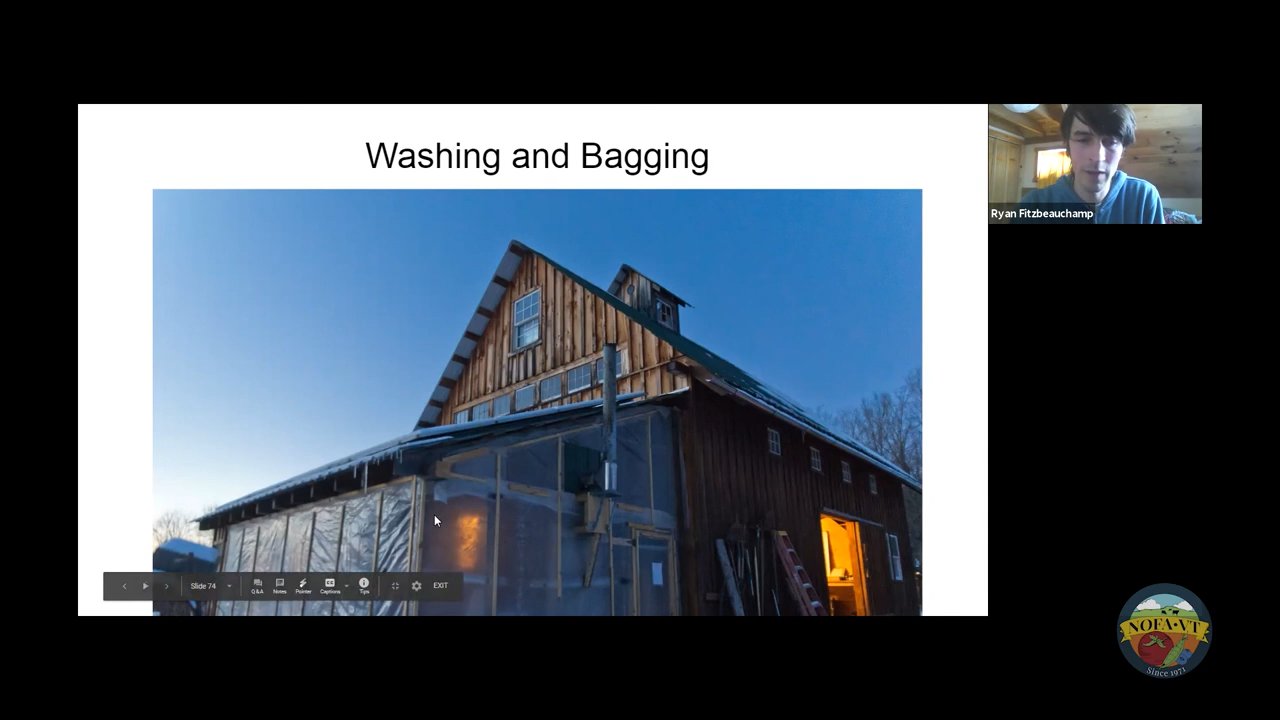 Washing and Bagging
Ryan Fitzbeauchamp
Slide 74
Q&A
Notes
Pointer
Captions
Tips
EXIT
NOFA•VT
Since 1971